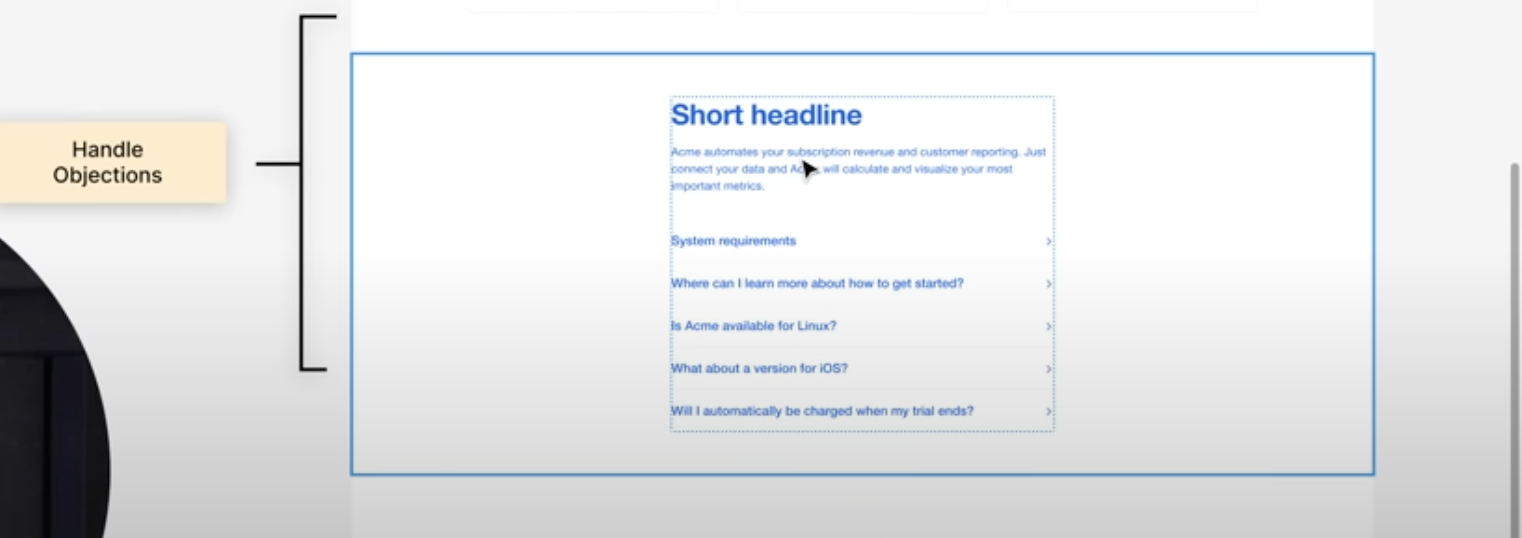 Handle
Objections
Short headline
Acme automates your subscription revenue and customer reporting. Just
connect your data and Acme will calculate and visualize your most
important metrics.
System requirements
Where can I learn more about how to get started?
Is Acme available for Linux?
What about a version for iOS?
Will I automatically be charged when my trial ends?